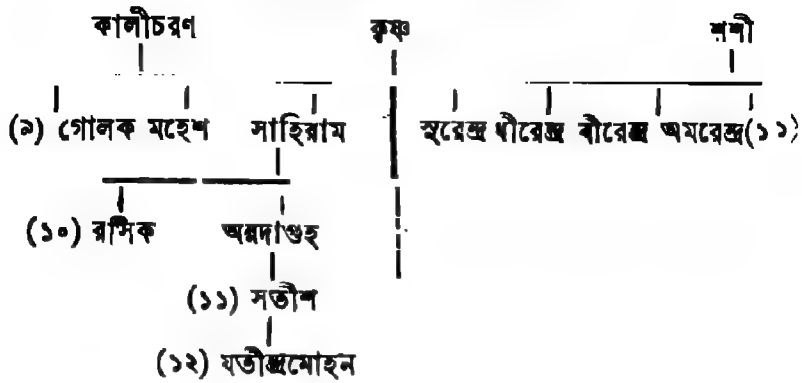 কালীচরণ কৃষ্ণ শশী
(৯) গোলক মহেশ সাহিরাম সুরেন্দ্র ধীরেন্দ্র বীরেন্দ্র অমরেন্দ্র(১১)
(১০) রসিক অন্নদাগুহ
(১১) সতীশ
(১২) যতীন্দ্রমোহন